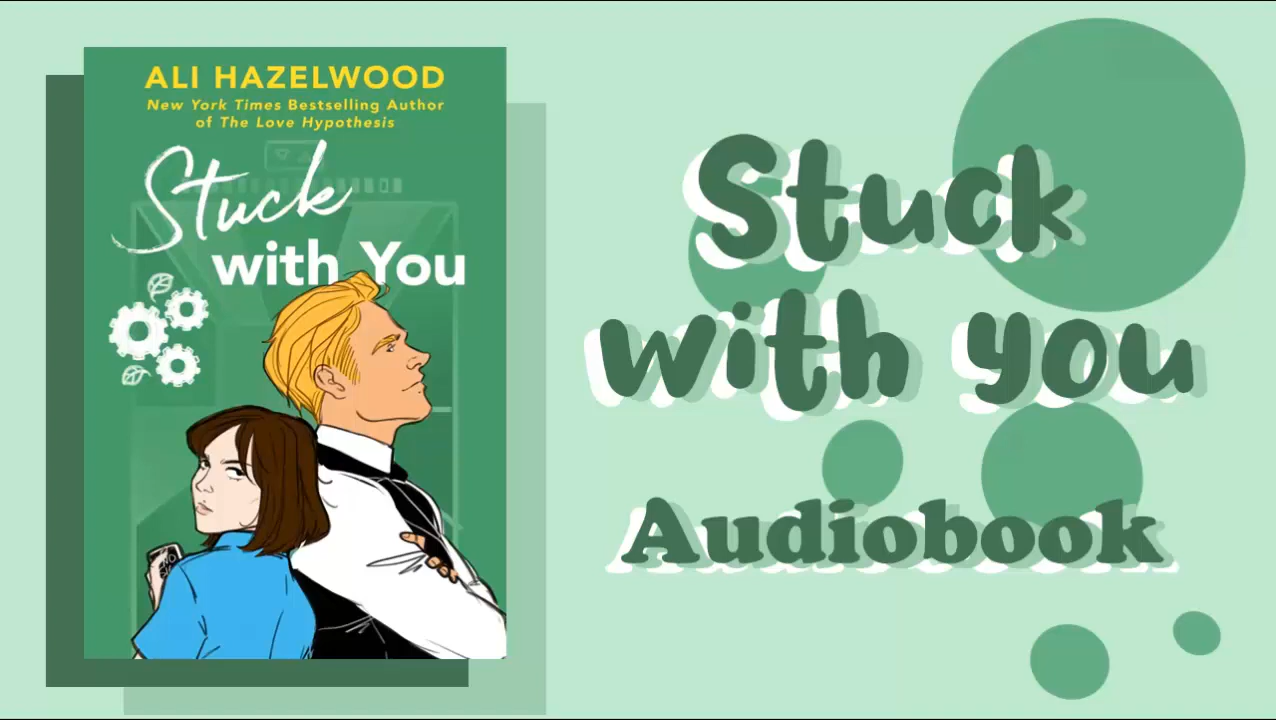 ALI HAZELWOOD
New York Times Bestselling Author
of The Love Hypothesis
Stuck
with You
Stuck
with you
Audiobook